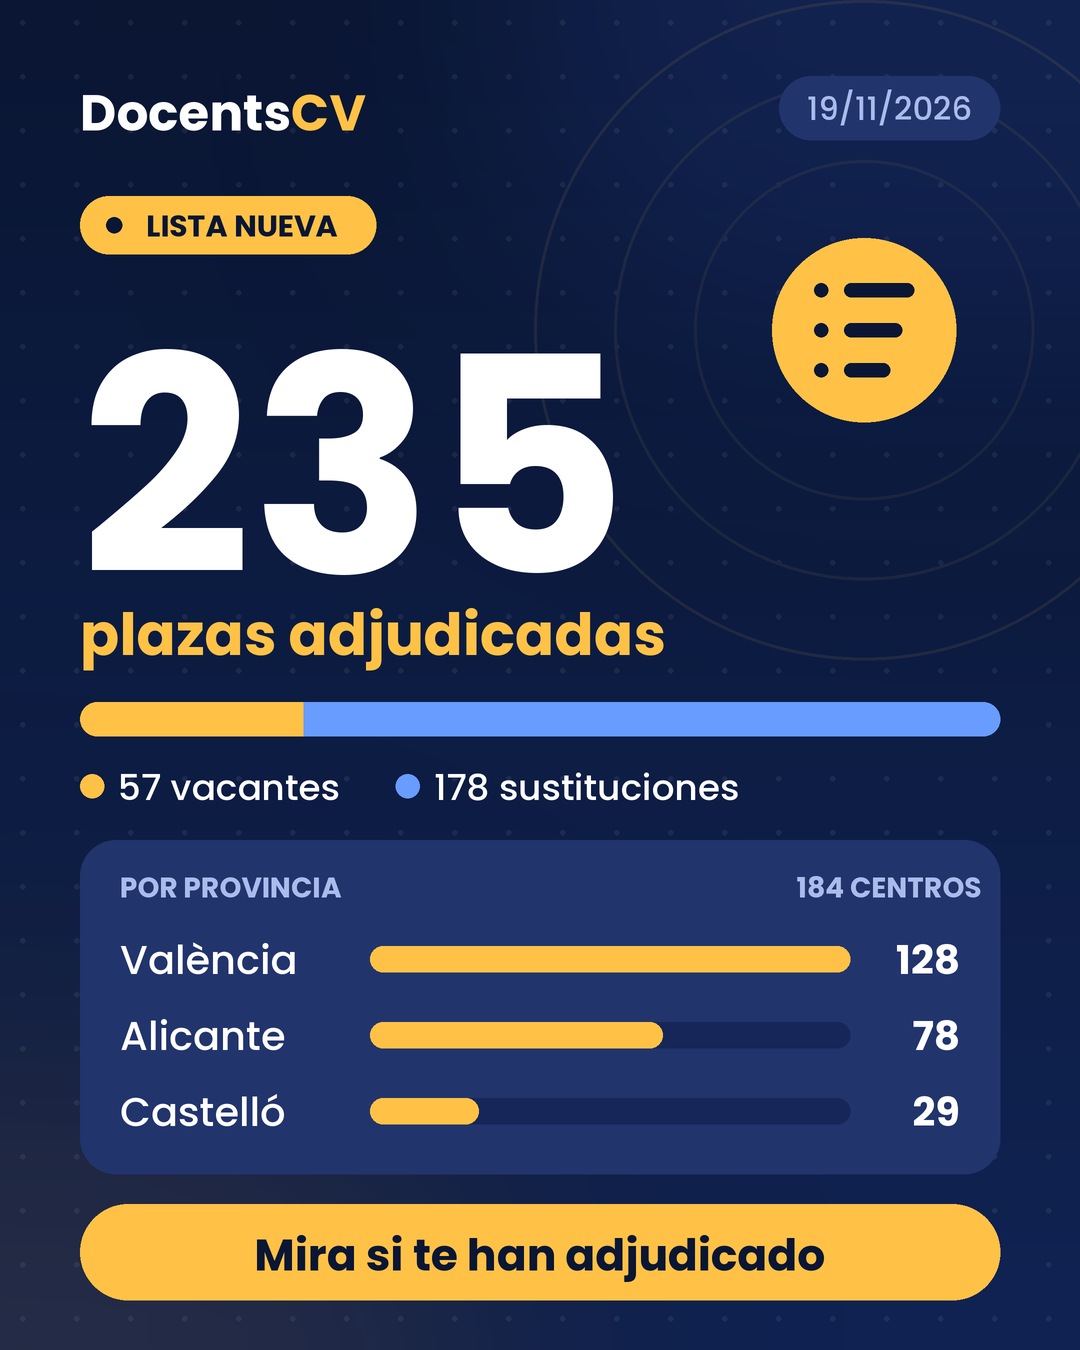 DocentsCV
19/11/2026
LISTA NUEVA
235
plazas adjudicadas
57 vacantes 178 sustituciones
POR PROVINCIA 184 CENTROS
València 128
Alicante 78
Castelló 29
Mira si te han adjudicado